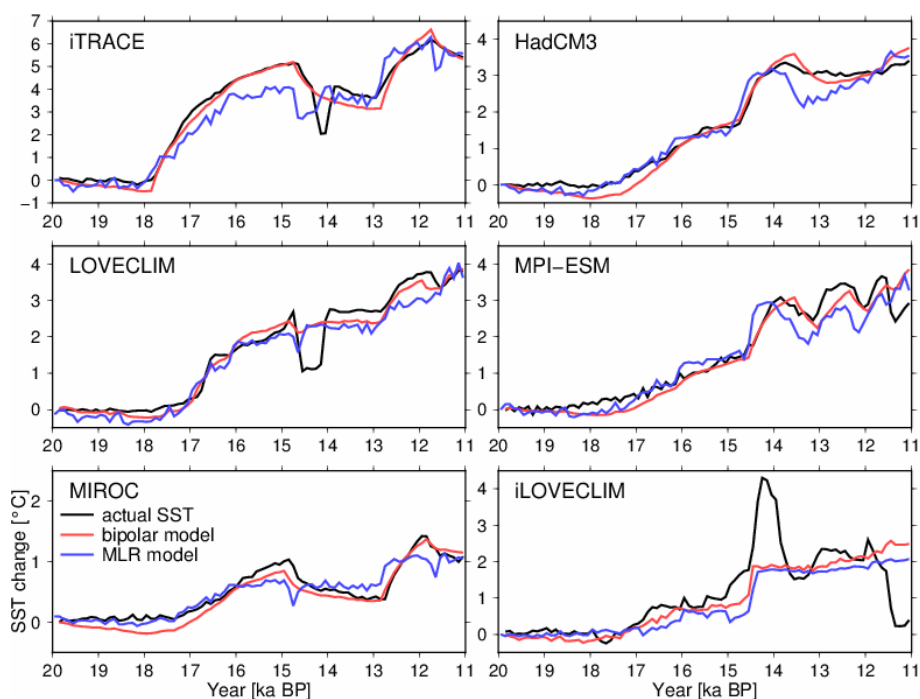 iTRACE
7
6
5
4
3
2
1
0
−1
20 19 18 17 16 15 14 13 12 11
HadCM3
4
3
2
1
0
20 19 18 17 16 15 14 13 12 11
LOVECLIM
4
3
2
1
0
20 19 18 17 16 15 14 13 12 11
MPI−ESM
4
3
2
1
0
20 19 18 17 16 15 14 13 12 11
MIROC
actual SST
bipolar model
MLR model
2
1
0
SST change [°C]
20 19 18 17 16 15 14 13 12 11
Year [ka BP]
iLOVECLIM
4
3
2
1
0
20 19 18 17 16 15 14 13 12 11
Year [ka BP]